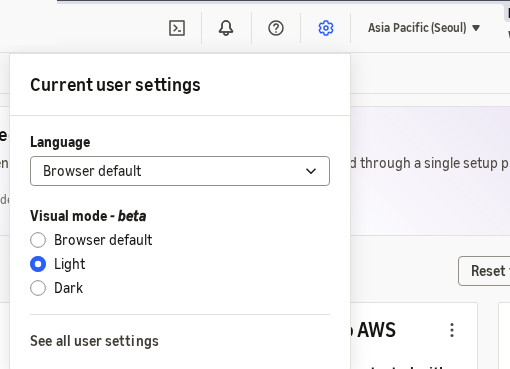 Asia Pacific (Seoul)
Current user settings
Language
Browser default
d through a single setup p
Visual mode - beta
Browser default
Light
Dark
Reset
See all user settings
AWS